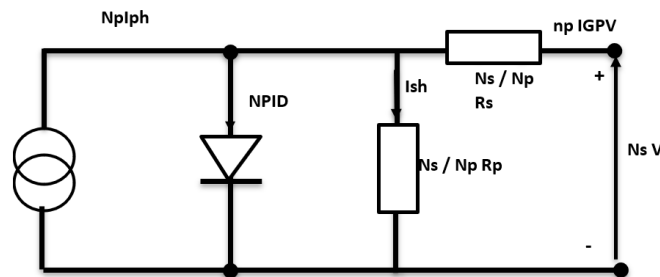 NpIph
np IGPV
Ish
Ns / Np
Rs
+
NPID
Ns V
Ns / Np Rp
-